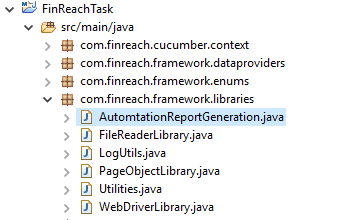 FinReachTask
src/main/java
com.finreach.cucumber.context
com.finreach.framework.dataproviders
com.finreach.framework.enums
com.finreach.framework.libraries
AutomtationReportGeneration.java
FileReaderLibrary.java
LogUtils.java
PageObjectLibrary.java
Utilities.java
WebDriverLibrary.java